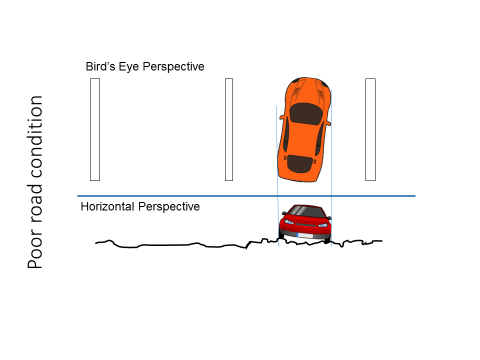 Bird's Eye Perspective
Poor road condition
Horizontal Perspective